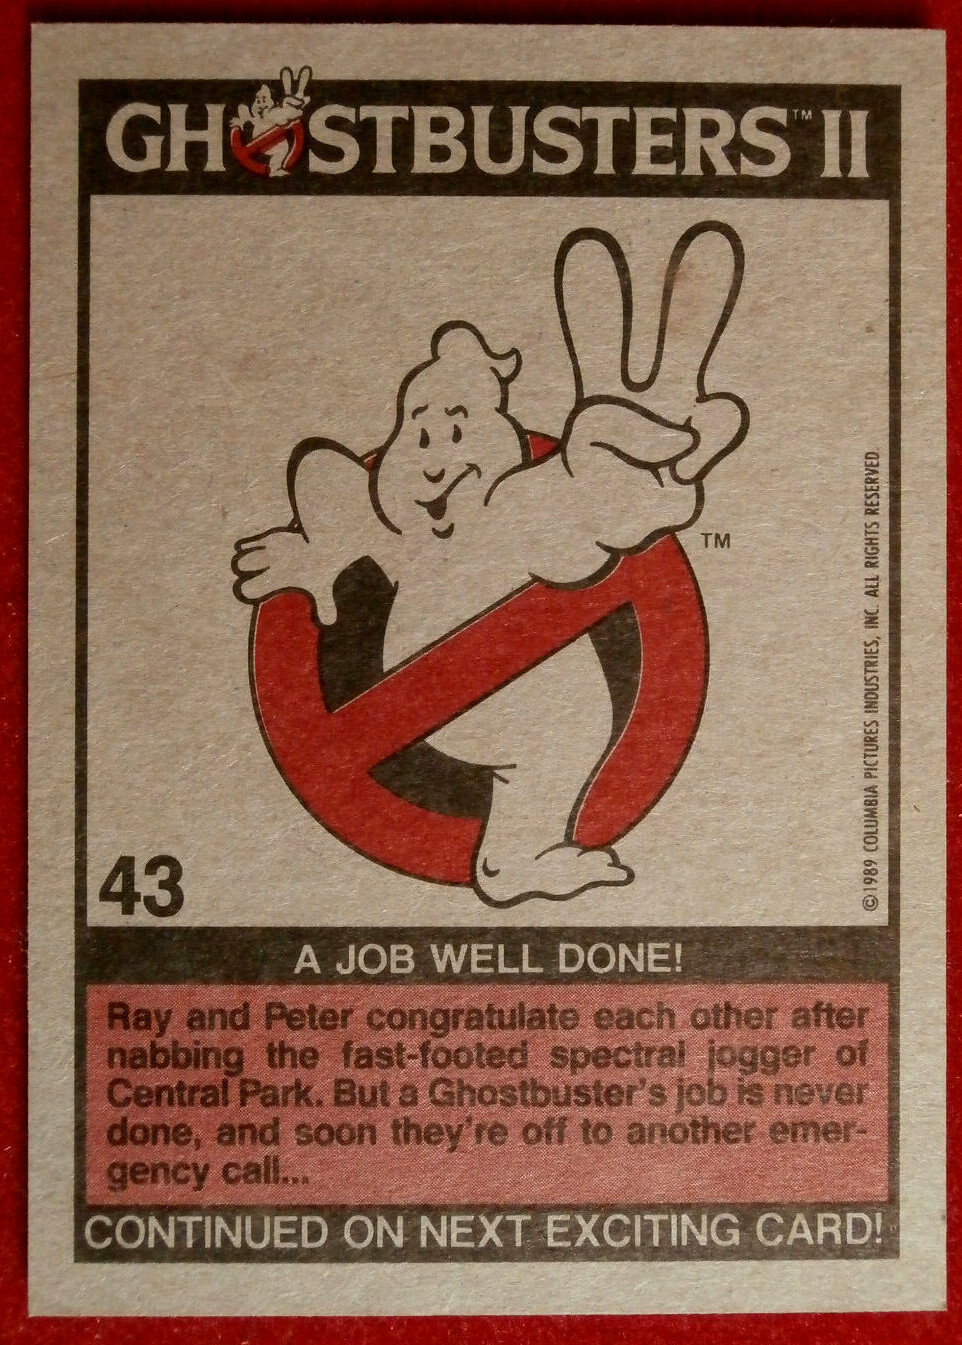 GHOSTBUSTERS™ II
TM
©1989 COLUMBIA PICTURES INDUSTRIES, INC. ALL RIGHTS RESERVED.
43
A JOB WELL DONE!
Ray and Peter congratulate each other after
nabbing the fast-footed spectral jogger of
Central Park. But a Ghostbuster's job is never
done, and soon they're off to another emer-
gency call...
CONTINUED ON NEXT EXCITING CARD!